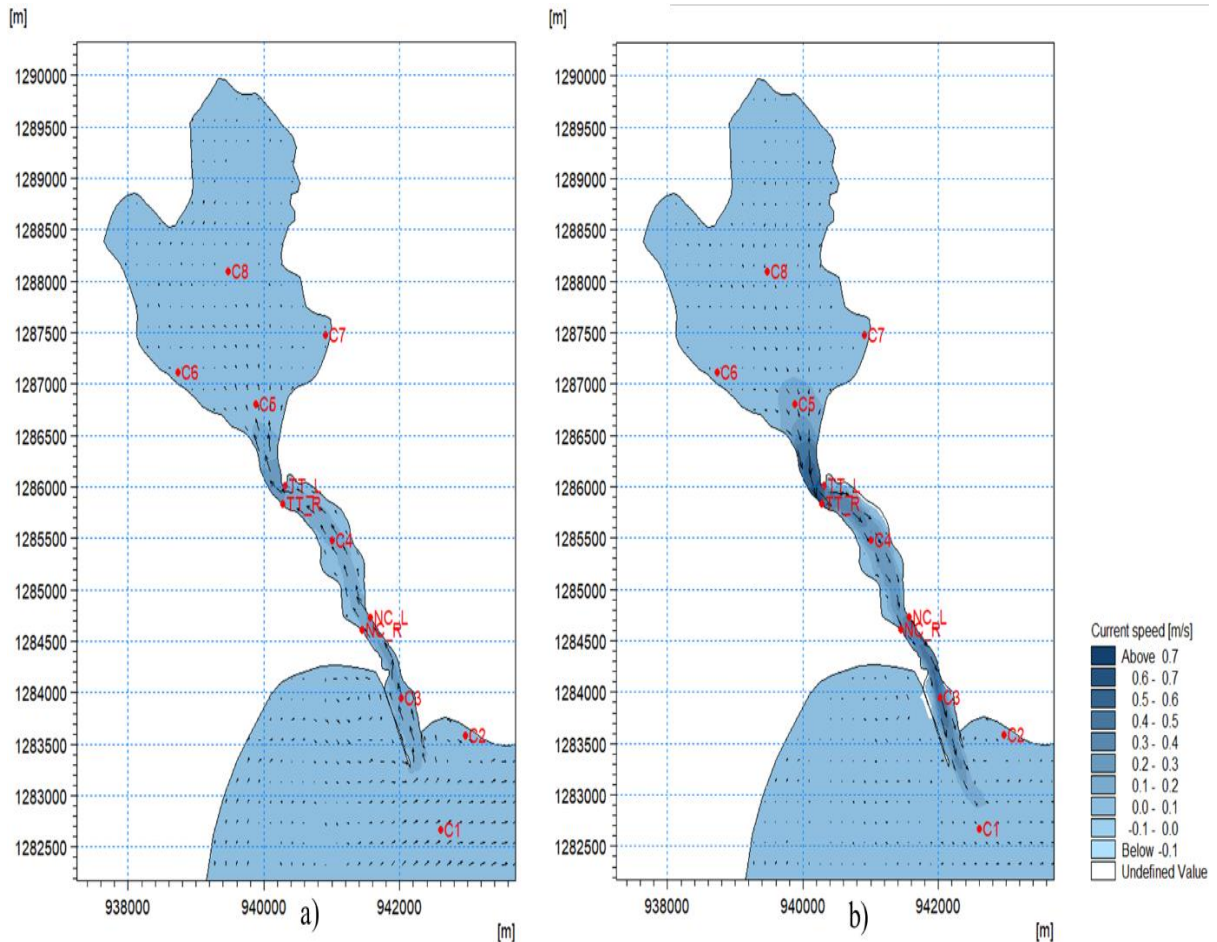 [m]
1290000
1289500
1289000
1288500
1288000
1287500
1287000
1286500
1286000
1285500
1285000
1284500
1284000
1283500
1283000
1282500
C8
C7
C6
C5
TT_L
TT_R
C4
NC_L
NC_R
C3
C2
C1
938000
940000
942000
a)
[m]
[m]
1290000
1289500
1289000
1288500
1288000
1287500
1287000
1286500
1286000
1285500
1285000
1284500
1284000
1283500
1283000
1282500
C8
C7
C6
C5
TT_L
TT_R
C4
NC_L
NC_R
C3
C2
C1
938000
940000
942000
b)
[m]
Current speed [m/s]
Above 0.7
0.6 - 0.7
0.5 - 0.6
0.4 - 0.5
0.3 - 0.4
0.2 - 0.3
0.1 - 0.2
0.0 - 0.1
-0.1 - 0.0
Below -0.1
Undefined Value